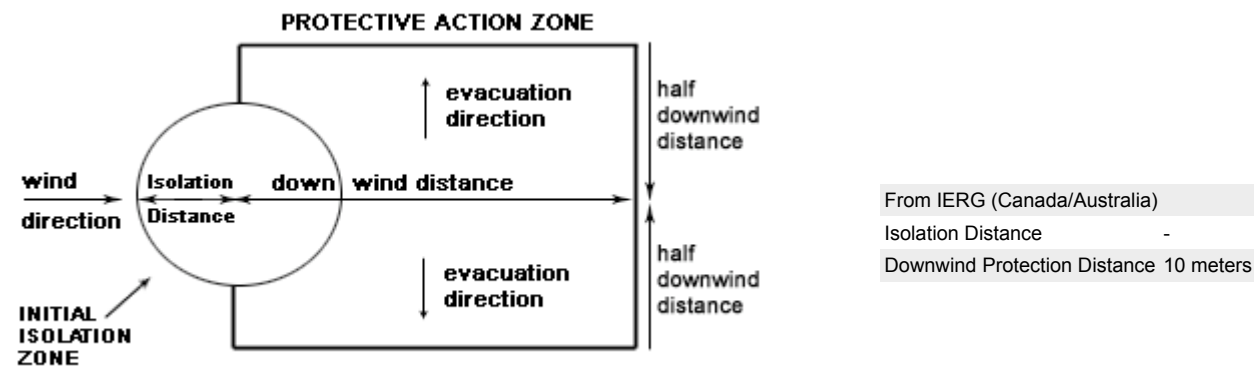 PROTECTIVE ACTION ZONE
evacuation
direction
half
downwind
distance
wind
direction
Isolation
Distance
down wind distance
evacuation
direction
half
downwind
distance
INITIAL
ISOLATION
ZONE
From IERG (Canada/Australia)
Isolation Distance -
Downwind Protection Distance 10 meters